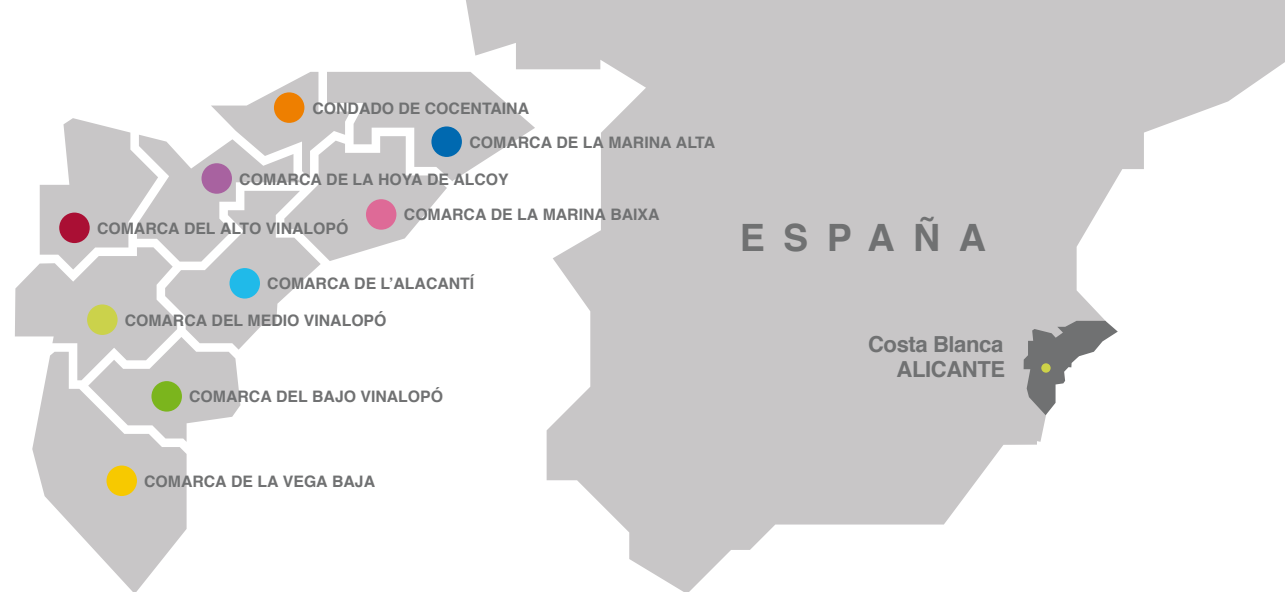 CONDADO DE COCENTAINA
COMARCA DE LA MARINA ALTA
COMARCA DE LA HOYA DE ALCOY
COMARCA DE LA MARINA BAIXA
COMARCA DEL ALTO VINALOPÓ
COMARCA DE L’ALACANTÍ
COMARCA DEL MEDIO VINALOPÓ
COMARCA DEL BAJO VINALOPÓ
COMARCA DE LA VEGA BAJA
ESPAÑA
Costa Blanca
ALICANTE